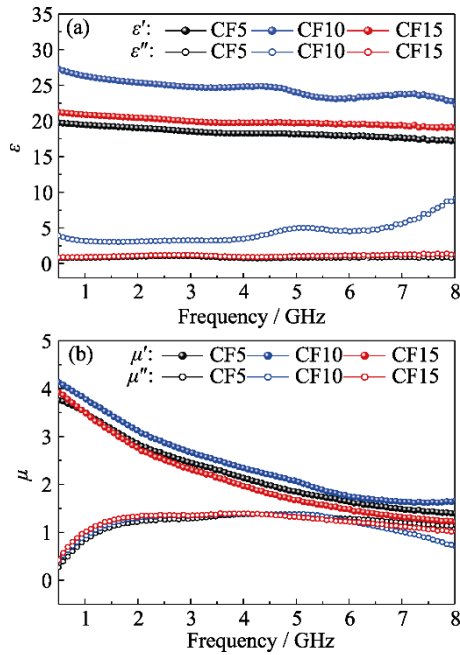 (a) ε′: CF5 CF10 CF15
ε″: CF5 CF10 CF15
35
30
25
20
15
10
5
0
ε
1 2 3 4 5 6 7 8
Frequency / GHz
(b) μ′: CF5 CF10 CF15
μ″: CF5 CF10 CF15
5
4
3
2
1
0
μ
1 2 3 4 5 6 7 8
Frequency / GHz